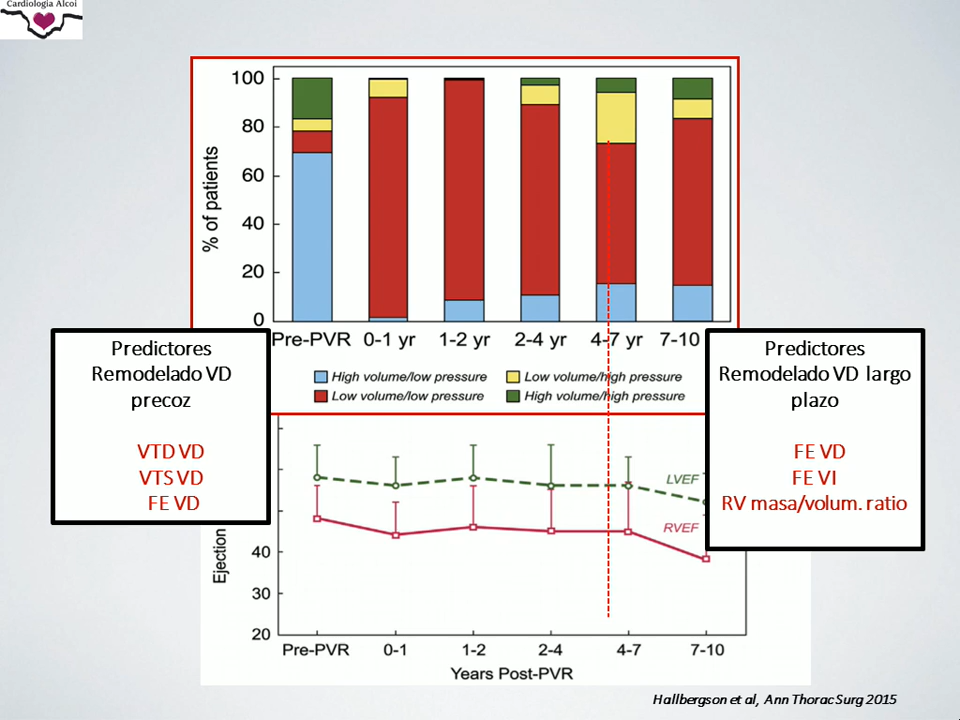 Cardiología Alcoi
100
80
60
40
20
0
% of patients
Pre-PVR 0-1 yr 1-2 yr 2-4 yr 4-7 yr 7-10
High volume/low pressure
Low volume/high pressure
Low volume/low pressure
High volume/high pressure
Predictores
Remodelado VD
precoz
VTD VD
VTS VD
FE VD
Predictores
Remodelado VD largo
plazo
FE VD
FE VI
RV masa/volum. ratio
LVEF
RVEF
Ejection
40
30
20
Pre-PVR 0-1 1-2 2-4 4-7 7-10
Years Post-PVR
Hallbergson et al, Ann Thorac Surg 2015